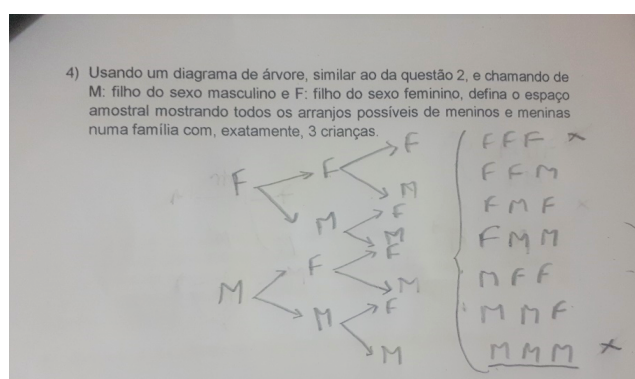 4) Usando um diagrama de árvore, similar ao da questão 2, e chamando de
M: filho do sexo masculino e F: filho do sexo feminino, defina o espaço
amostral mostrando todos os arranjos possíveis de meninos e meninas
numa família com, exatamente, 3 crianças.
F F F
M
M F
M
M F F
M
M F
M
F F F x
F F M
F M F
F M M
M F F
M M F
M M M x